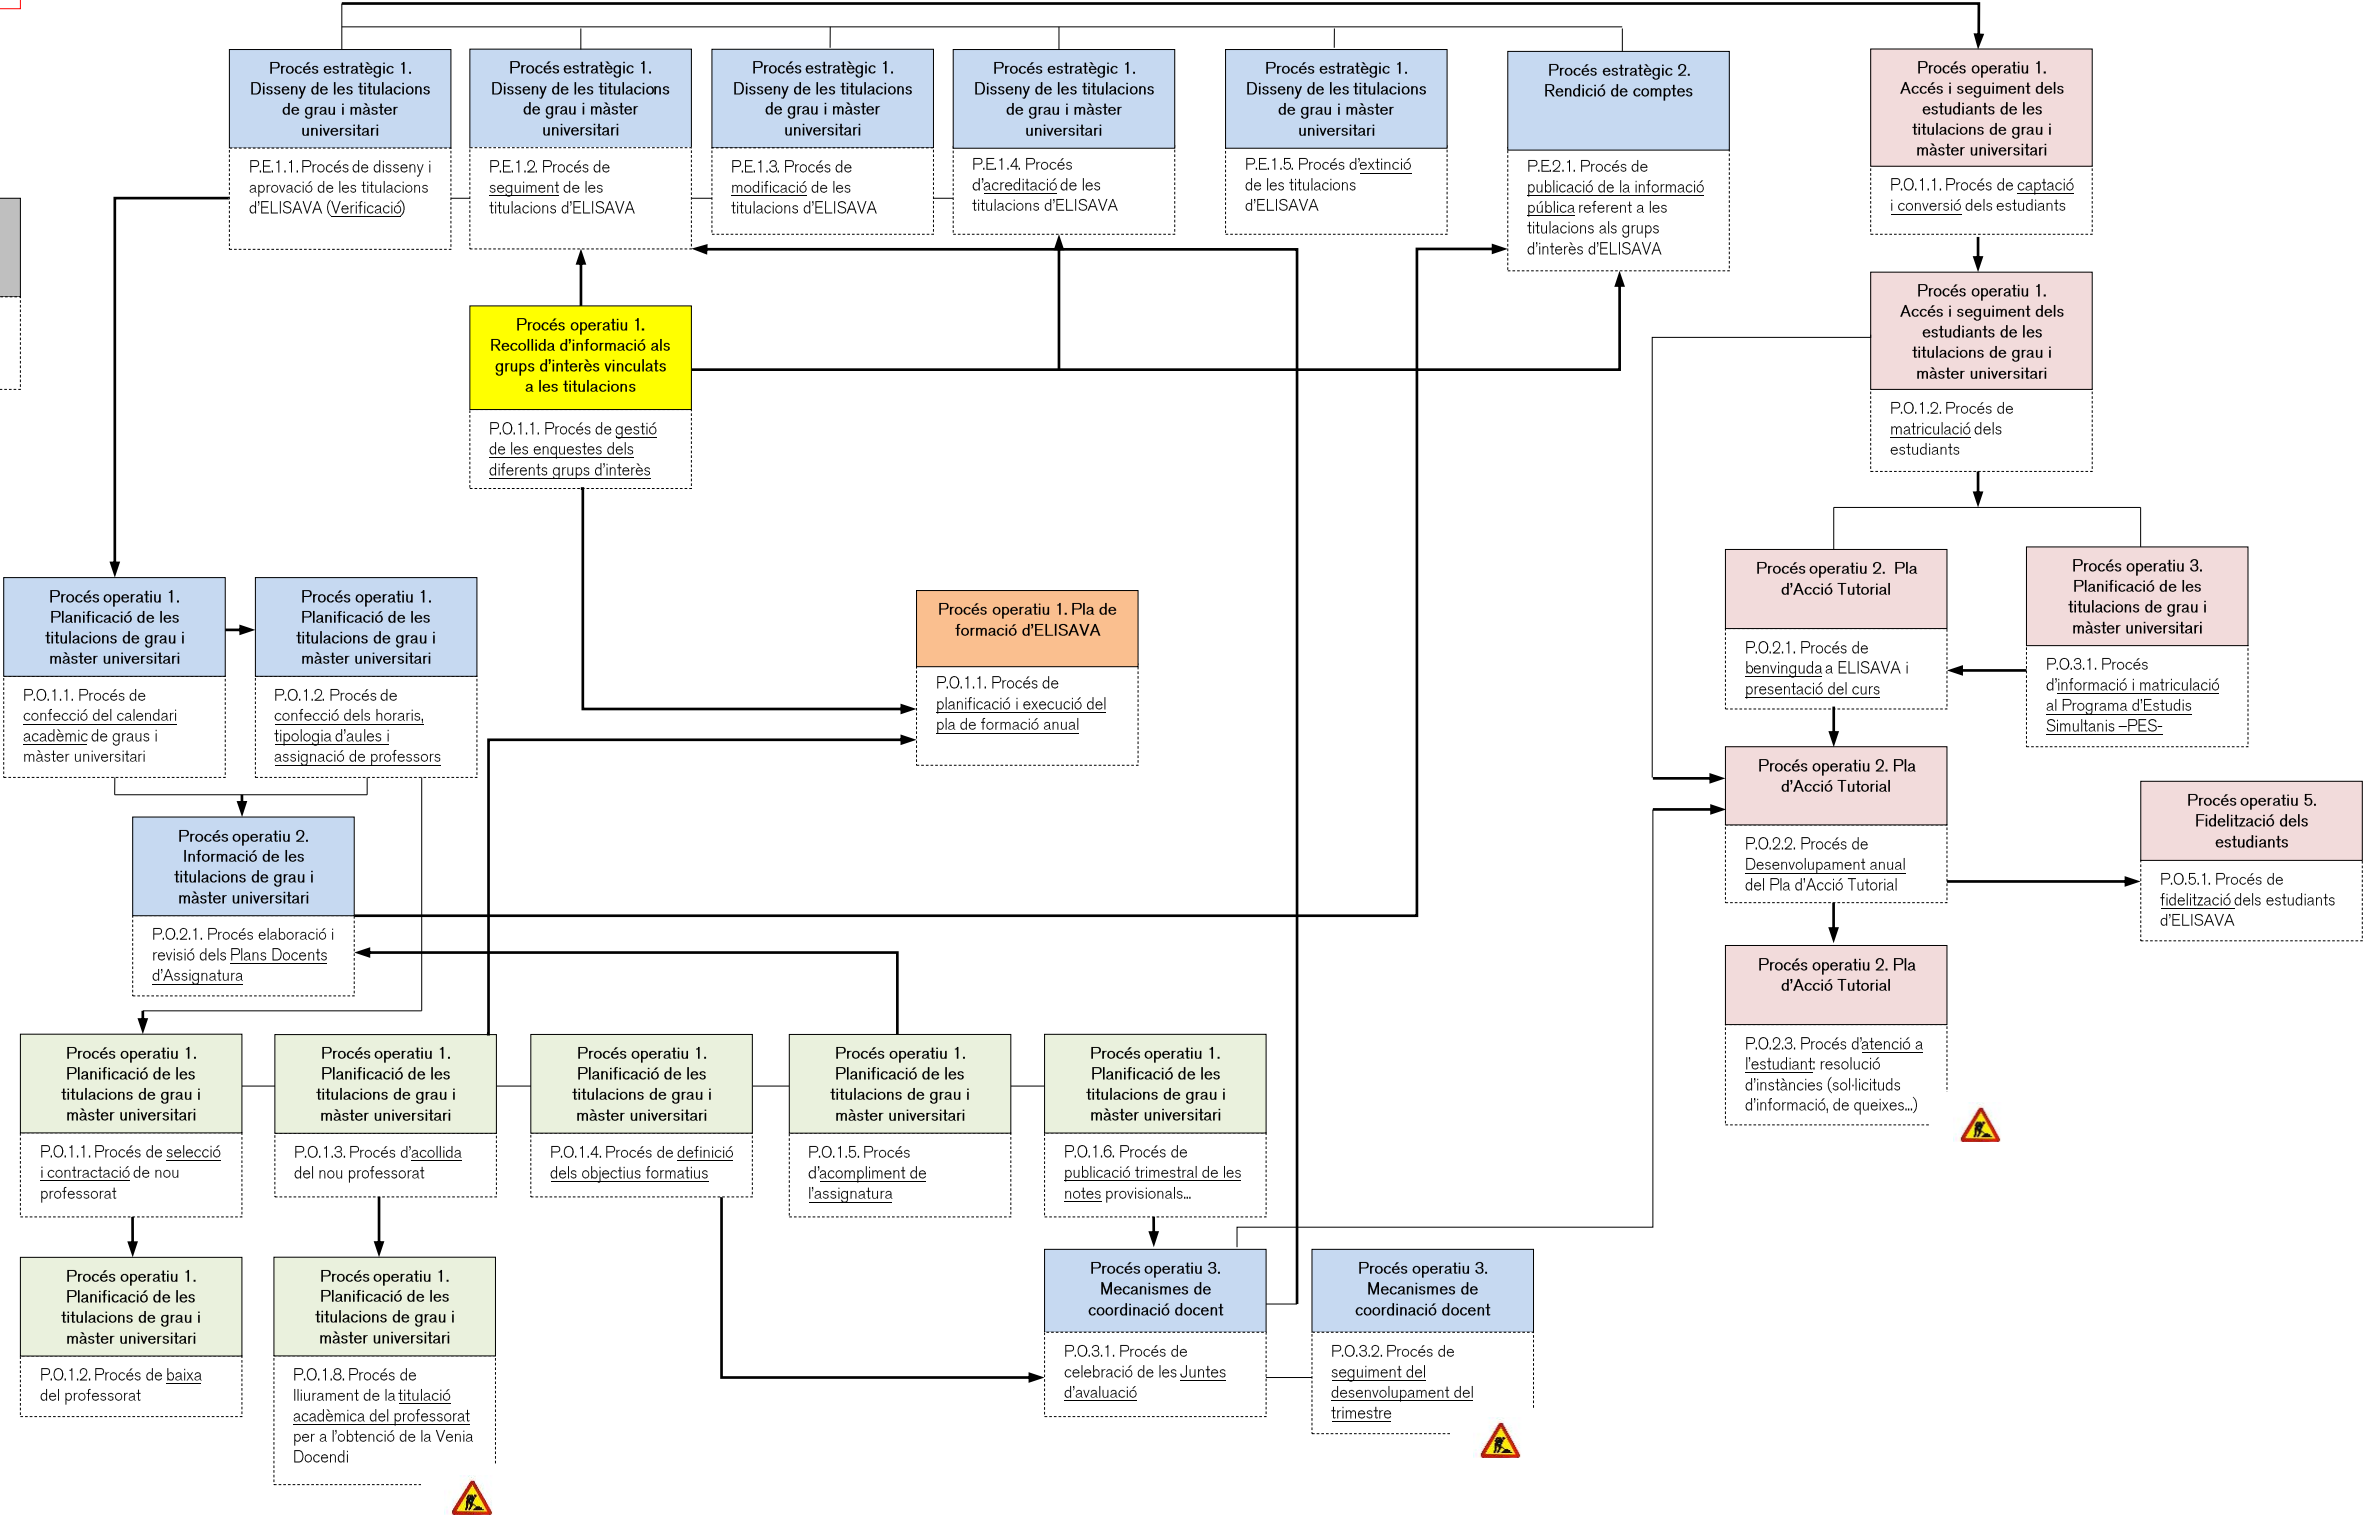 Procés estratègic 1.
Disseny de les titulacions
de grau i màster
universitari
P.E.1.1. Procés de disseny i
aprovació de les titulacions
d'ELISAVA (Verificació)
Procés estratègic 1.
Disseny de les titulacions
de grau i màster
universitari
P.E.1.2. Procés de
seguiment de les
titulacions d'ELISAVA
Procés estratègic 1.
Disseny de les titulacions
de grau i màster
universitari
P.E.1.3. Procés de
modificació de les
titulacions d'ELISAVA
Procés estratègic 1.
Disseny de les titulacions
de grau i màster
universitari
P.E.1.4. Procés
d'acreditació de les
titulacions d'ELISAVA
Procés estratègic 1.
Disseny de les titulacions
de grau i màster
universitari
P.E.1.5. Procés d'extinció
de les titulacions
d'ELISAVA
Procés estratègic 2.
Rendició de comptes
P.E.2.1. Procés de
publicació de la informació
pública referent a les
titulacions als grups
d'interès d'ELISAVA
Procés operatiu 1.
Accés i seguiment dels
estudiants de les
titulacions de grau i
màster universitari
P.O.1.1. Procés de captació
i conversió dels estudiants
Procés operatiu 1.
Accés i seguiment dels
estudiants de les
titulacions de grau i
màster universitari
P.O.1.2. Procés de
matriculació dels
estudiants
Procés operatiu 1.
Recollida d'informació als
grups d'interès vinculats
a les titulacions
P.O.1.1. Procés de gestió
de les enquestes dels
diferents grups d'interès
Procés operatiu 1.
Planificació de les
titulacions de grau i
màster universitari
P.O.1.1. Procés de
confecció del calendari
acadèmic de graus i
màster universitari
Procés operatiu 1.
Planificació de les
titulacions de grau i
màster universitari
P.O.1.2. Procés de
confecció dels horaris,
tipologia d'aules i
assignació de professors
Procés operatiu 1. Pla de
formació d'ELISAVA
P.O.1.1. Procés de
planificació i execució del
pla de formació anual
Procés operatiu 2. Pla
d'Acció Tutorial
P.O.2.1. Procés de
benvinguda a ELISAVA i
presentació del curs
Procés operatiu 3.
Planificació de les
titulacions de grau i
màster universitari
P.O.3.1. Procés
d'informació i matriculació
al Programa d'Estudis
Simultanis –PES-
Procés operatiu 2. Pla
d'Acció Tutorial
P.O.2.2. Procés de
Desenvolupament anual
del Pla d'Acció Tutorial
Procés operatiu 5.
Fidelització dels
estudiants
P.O.5.1. Procés de
fidelització dels estudiants
d'ELISAVA
Procés operatiu 2.
Informació de les
titulacions de grau i
màster universitari
P.O.2.1. Procés elaboració i
revisió dels Plans Docents
d'Assignatura
Procés operatiu 2. Pla
d'Acció Tutorial
P.O.2.3. Procés d'atenció a
l'estudiant: resolució
d'instàncies (sol·licituds
d'informació, de queixes...)
Procés operatiu 1.
Planificació de les
titulacions de grau i
màster universitari
P.O.1.1. Procés de selecció
i contractació de nou
professorat
Procés operatiu 1.
Planificació de les
titulacions de grau i
màster universitari
P.O.1.3. Procés d'acollida
del nou professorat
Procés operatiu 1.
Planificació de les
titulacions de grau i
màster universitari
P.O.1.4. Procés de definició
dels objectius formatius
Procés operatiu 1.
Planificació de les
titulacions de grau i
màster universitari
P.O.1.5. Procés
d'acompliment de
l'assignatura
Procés operatiu 1.
Planificació de les
titulacions de grau i
màster universitari
P.O.1.6. Procés de
publicació trimestral de les
notes provisionals...
Procés operatiu 1.
Planificació de les
titulacions de grau i
màster universitari
P.O.1.2. Procés de baixa
del professorat
Procés operatiu 1.
Planificació de les
titulacions de grau i
màster universitari
P.O.1.8. Procés de
lliurament de la titulació
acadèmica del professorat
per a l'obtenció de la Venia
Docendi
Procés operatiu 3.
Mecanismes de
coordinació docent
P.O.3.1. Procés de
celebració de les Juntes
d'avaluació
Procés operatiu 3.
Mecanismes de
coordinació docent
P.O.3.2. Procés de
seguiment del
desenvolupament del
trimestre